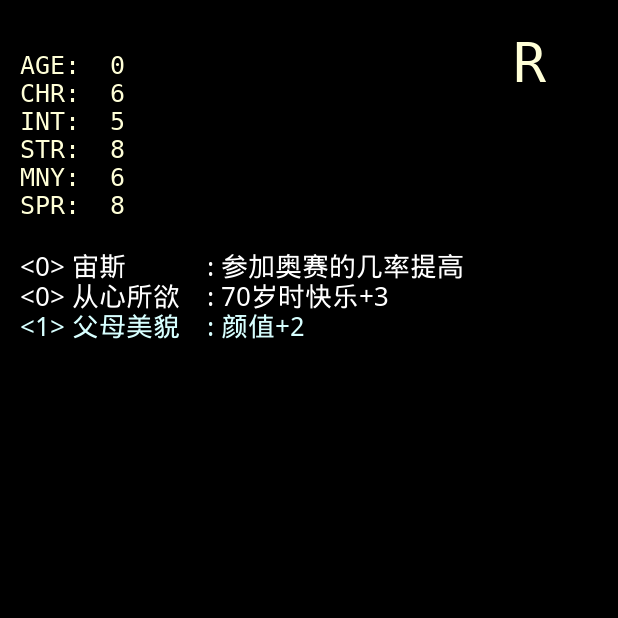 R
AGE: 0
CHR: 6
INT: 5
STR: 8
MNY: 6
SPR: 8
<0> 宙斯 : 参加奥赛的几率提高
<0> 从心所欲 : 70岁时快乐+3
<1> 父母美貌 : 颜值+2